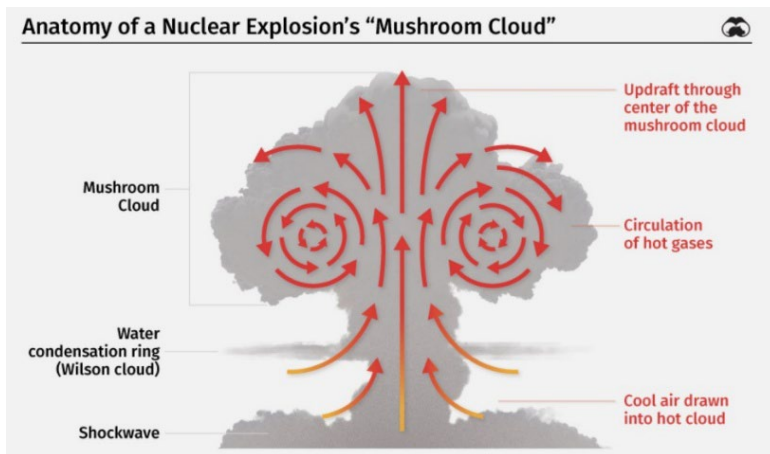 Anatomy of a Nuclear Explosion’s “Mushroom Cloud”
Updraft through
center of the
mushroom cloud
Mushroom
Cloud
Circulation
of hot gases
Water
condensation ring
(Wilson cloud)
Cool air drawn
into hot cloud
Shockwave